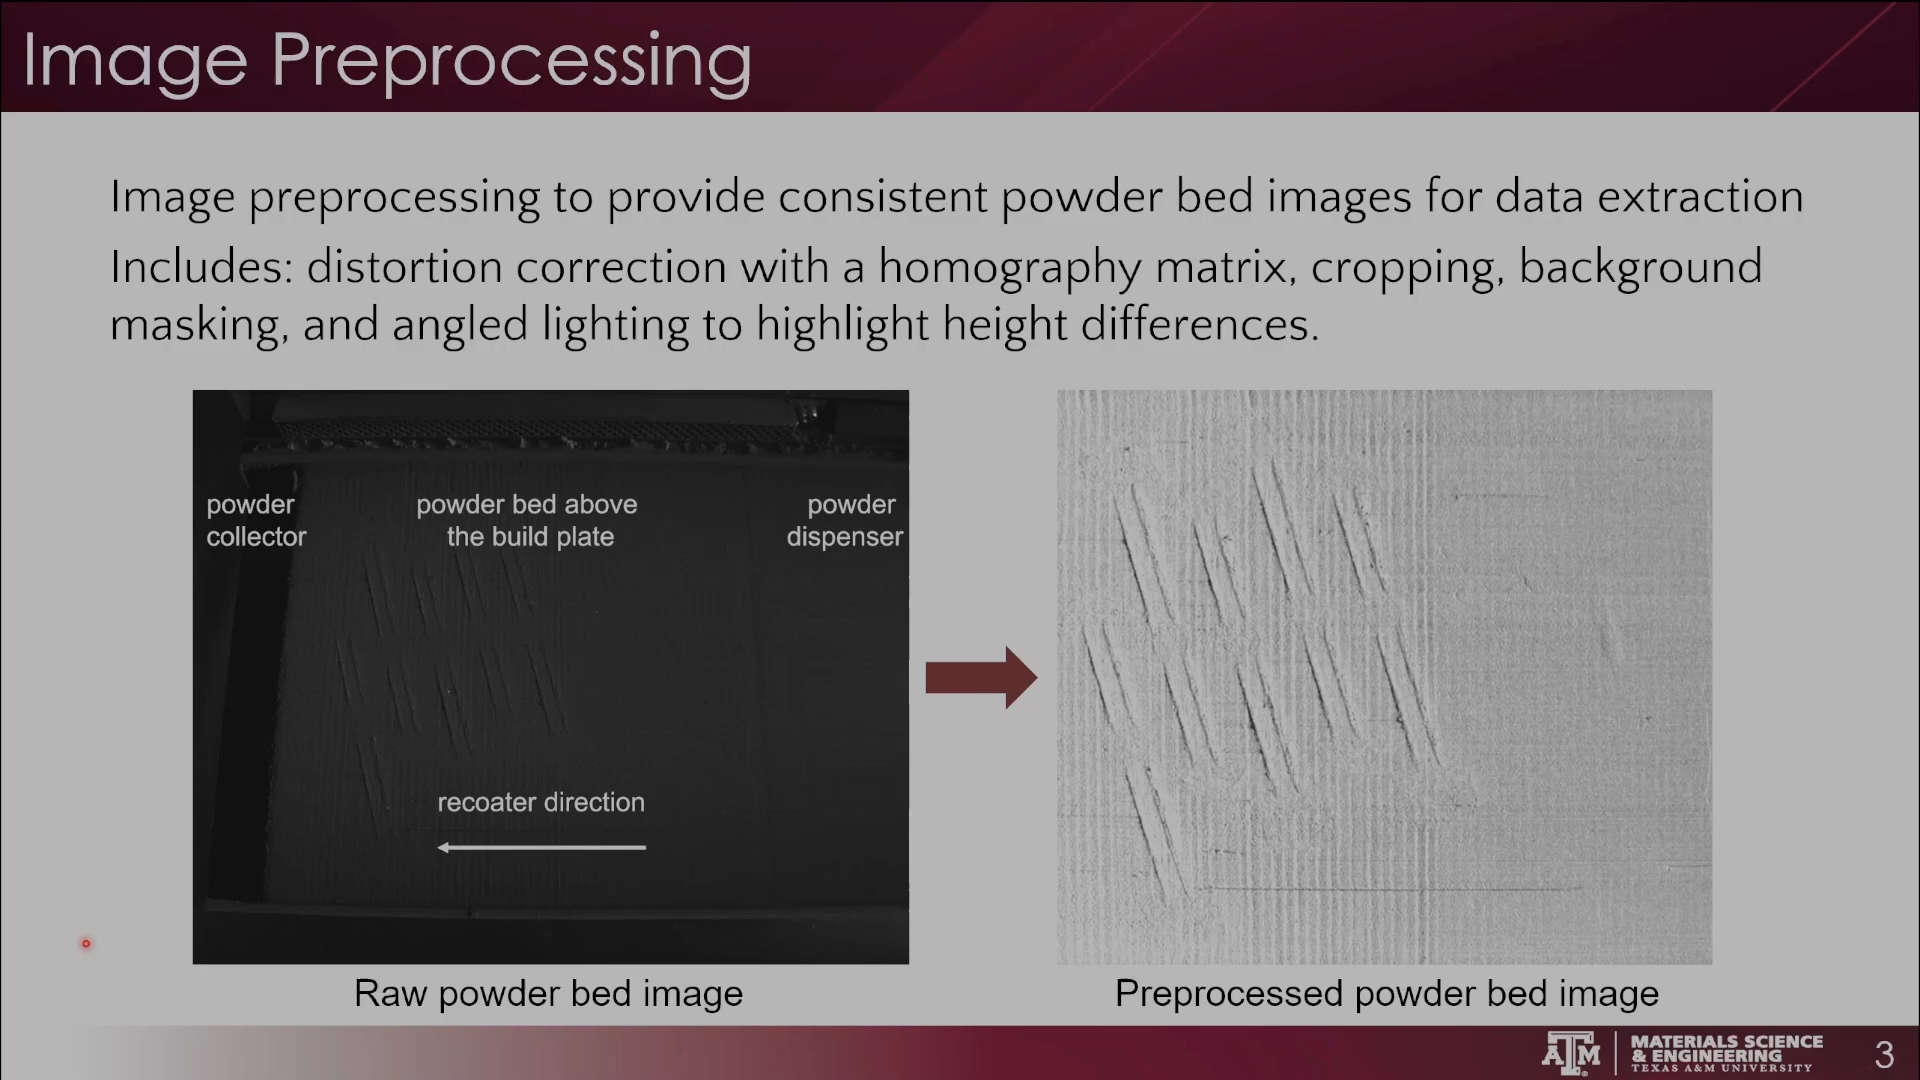 Image Preprocessing
Image preprocessing to provide consistent powder bed images for data extraction
Includes: distortion correction with a homography matrix, cropping, background
masking, and angled lighting to highlight height differences.
powder
collector
powder bed above
the build plate
powder
dispenser
recoater direction
Raw powder bed image
Preprocessed powder bed image
ATM
MATERIALS SCIENCE
& ENGINEERING
TEXAS A&M UNIVERSITY
3